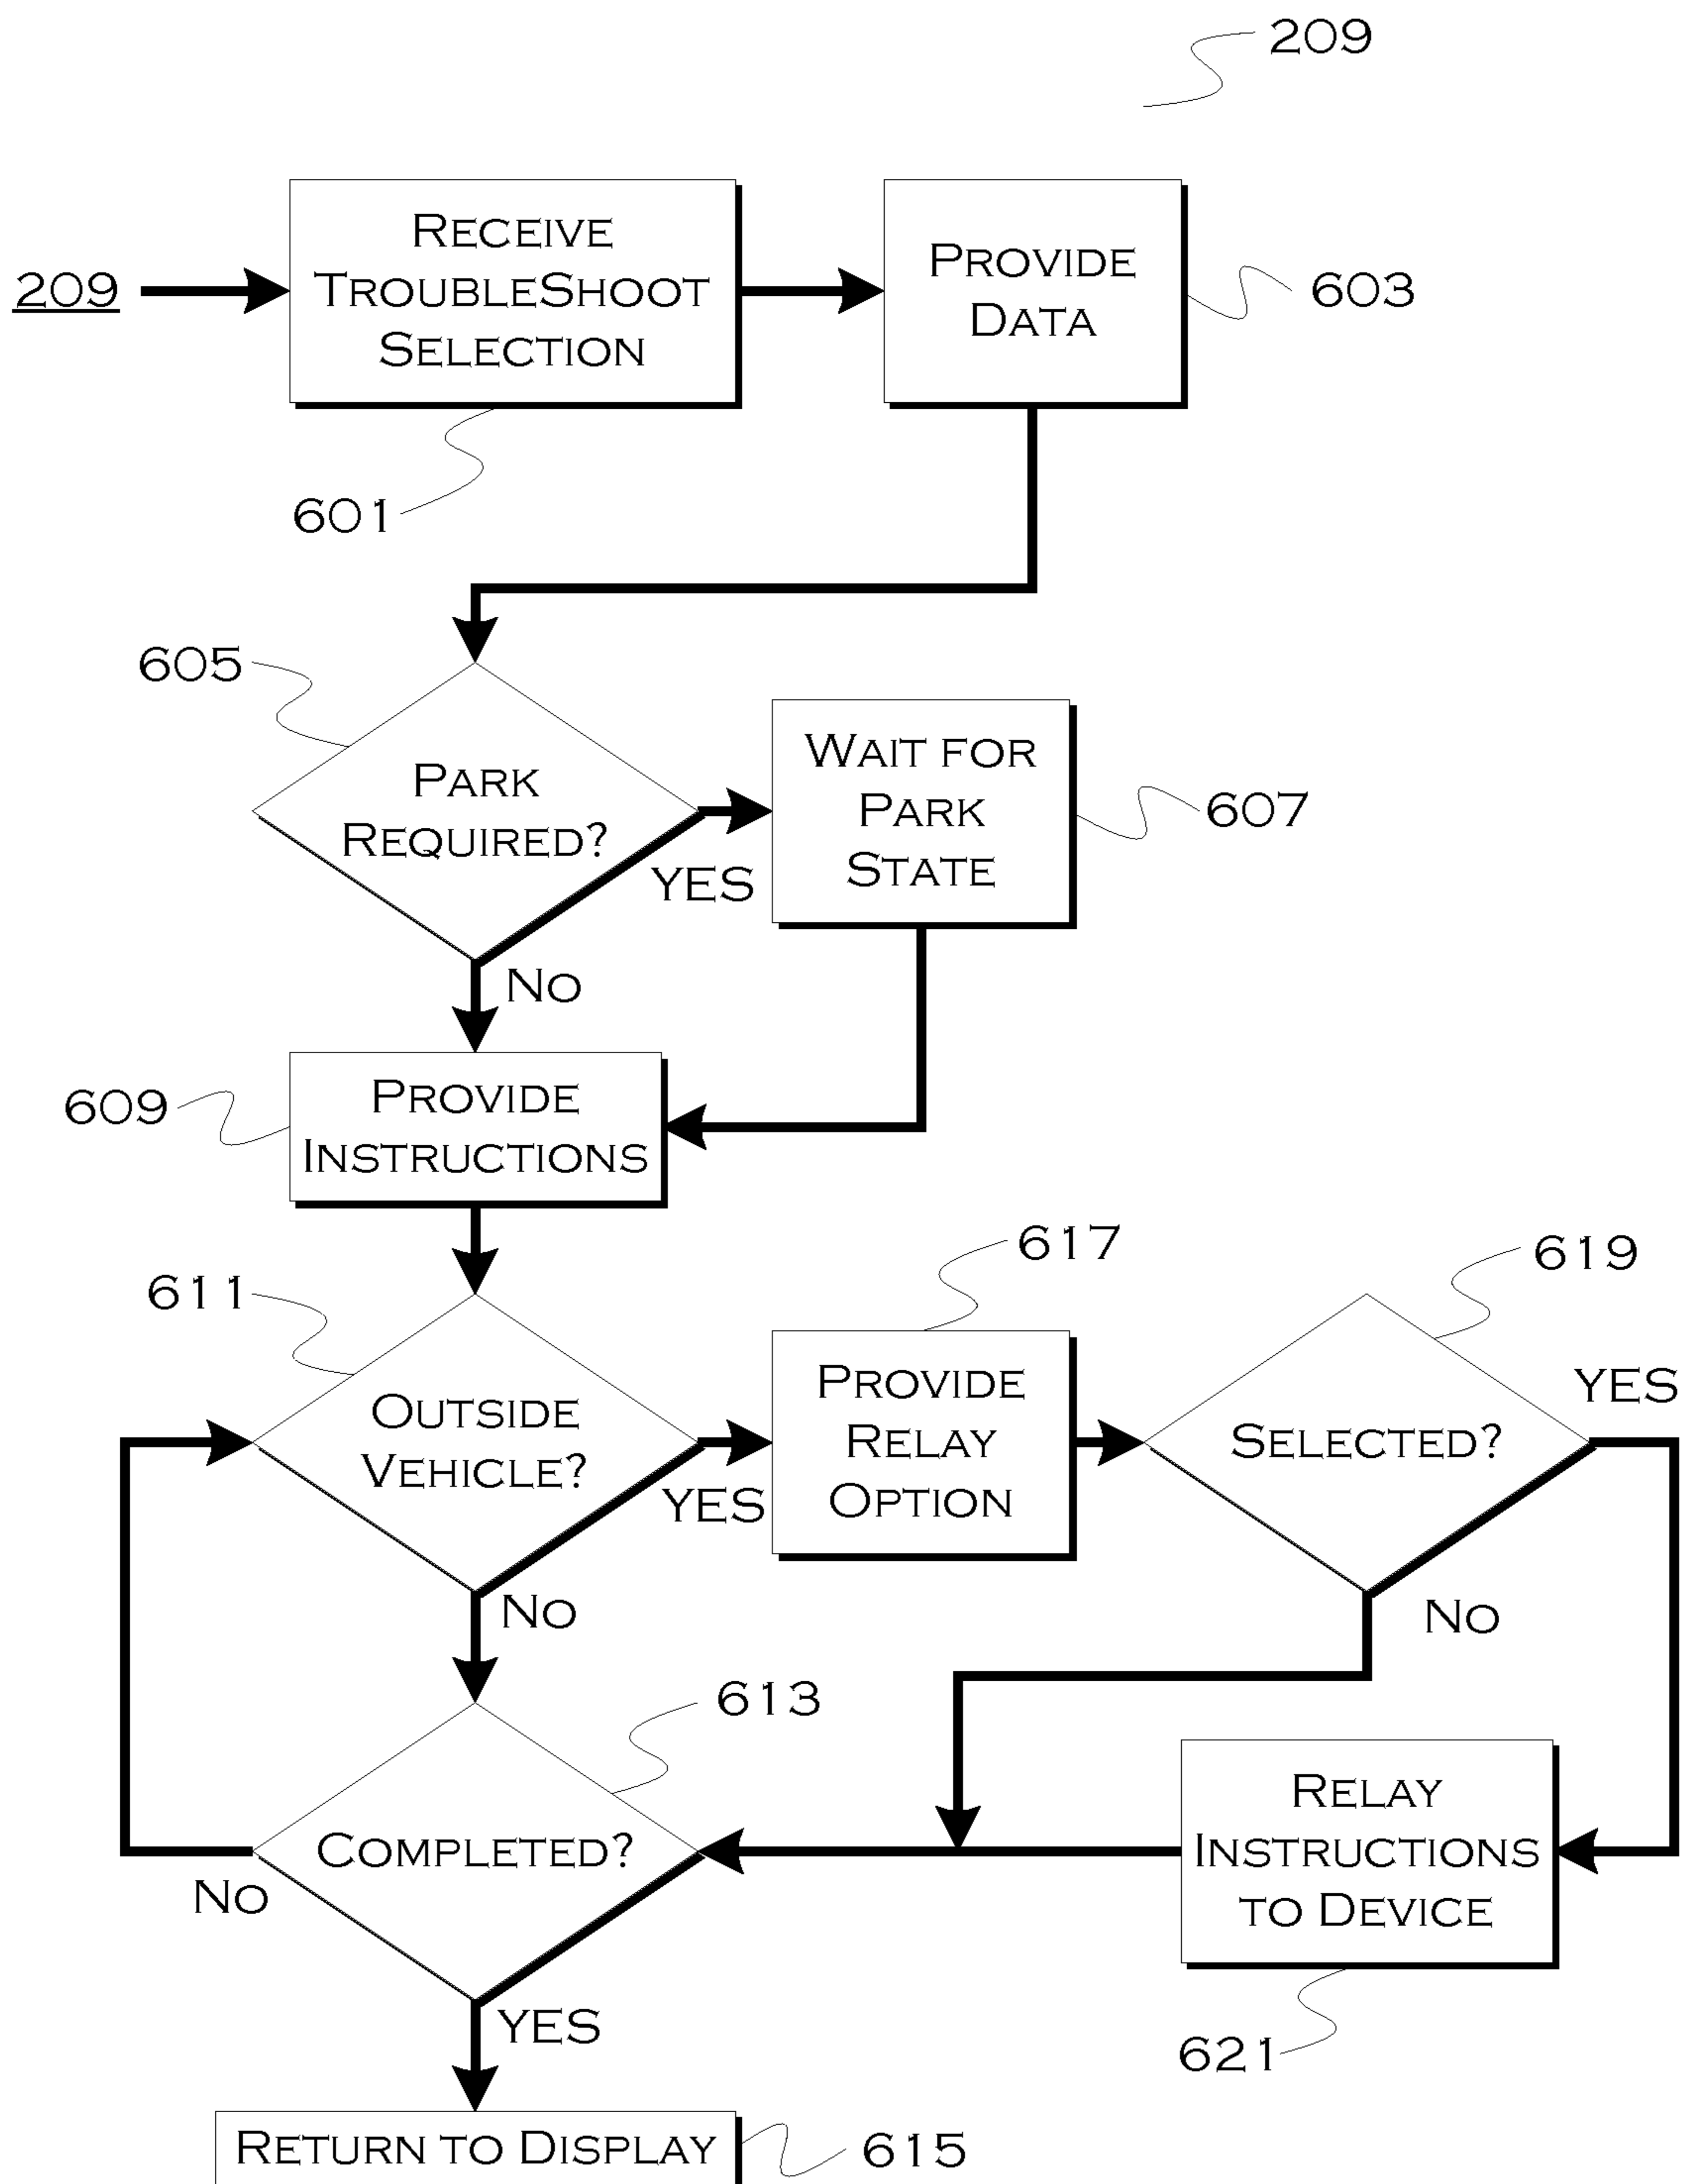 209
209
Receive
TroubleShoot
Selection
Provide
Data
603
601
605
Park
Required?
YES
No
Wait for
Park
State
607
609
Provide
Instructions
611
Outside
Vehicle?
YES
No
617
Provide
Relay
Option
619
Selected?
YES
No
613
Completed?
No
YES
Relay
Instructions
to Device
621
Return to Display
615